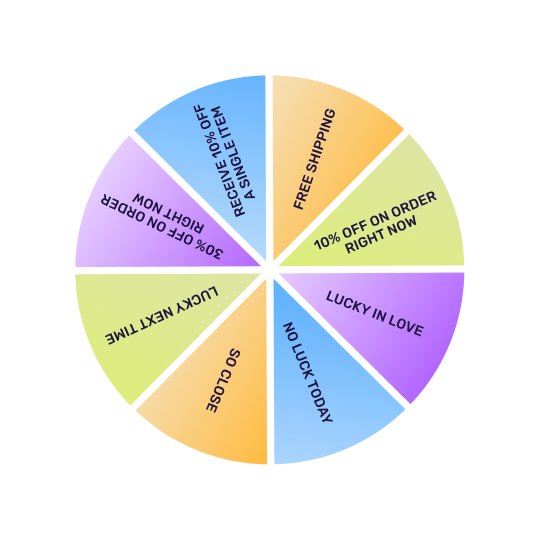 FREE SHIPPING
10% OFF ON ORDER
RIGHT NOW
LUCKY IN LOVE
NO LUCK TODAY
SO CLOSE
LUCKY NEXT TIME
30% OFF ON ORDER
RIGHT NOW
RECEIVE 10% OFF
A SINGLE ITEM